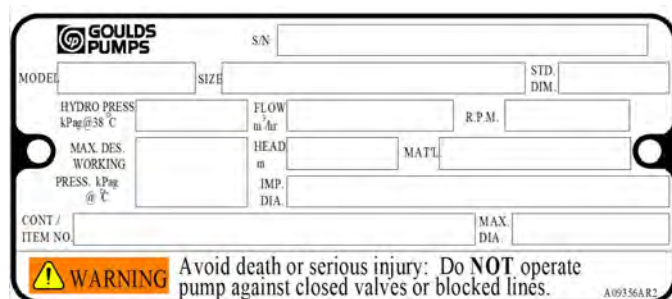 GOULDS
PUMPS
S/N
MODEL
SIZE
STD.
DIM.
HYDRO PRESS
kPag@38 °C
FLOW
m³/hr
R.P.M.
MAX. DES.
WORKING
PRESS. kPag
@ °C
HEAD
m
MAT'L
IMP.
DIA.
CONT /
ITEM NO.
MAX.
DIA.
WARNING
Avoid death or serious injury: Do NOT operate
pump against closed valves or blocked lines.
A09356AR2